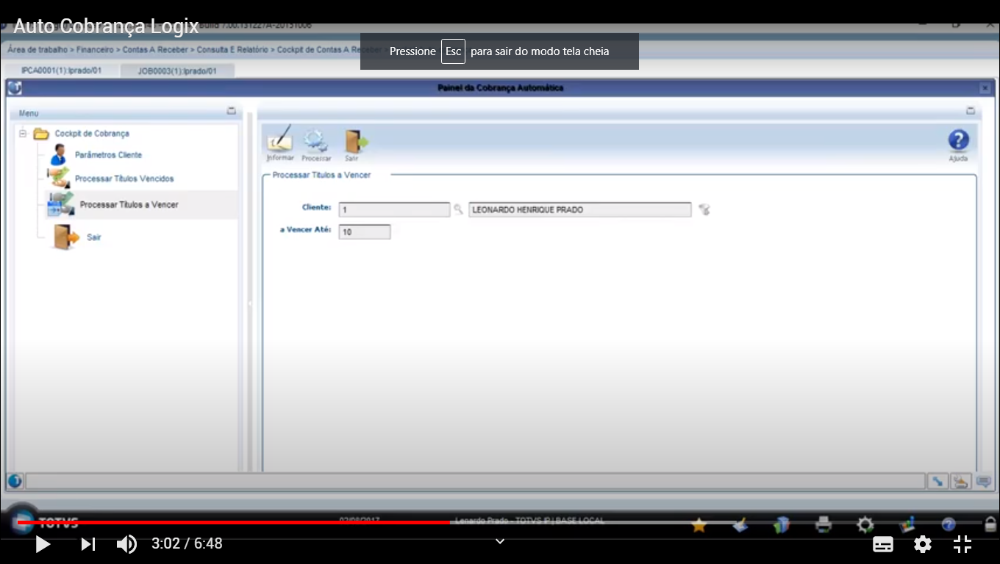 Auto Cobrança Logix
Build 7.00.131227A-20151006
Pressione Esc para sair do modo tela cheia
Área de trabalho > Financeiro > Contas A Receber > Consulta E Relatório > Cockpit de Contas A Receber >
IPCA0001(1):lprado/01 JOB0003(1):lprado/01
Painel da Cobrança Automática
Menu
Cockpit de Cobrança
Parâmetros Cliente
Processar Títulos Vencidos
Processar Títulos a Vencer
Sair
Informar Processar Sair Ajuda
Processar Títulos a Vencer
Cliente: 1 LEONARDO HENRIQUE PRADO
a Vencer Até: 10
TOTVS 02/08/2017 Lenardo Prado - TOTVS IP | BASE LOCAL
3:02 / 6:48